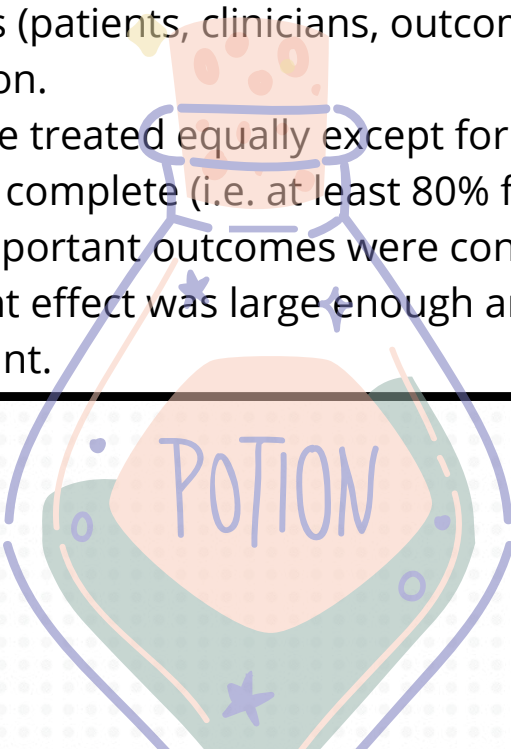 s (patients, clinicians, outcon
on.
e treated equally except for
complete (i.e. at least 80% f
portant outcomes were con
nt effect was large enough a
nt.
POTION